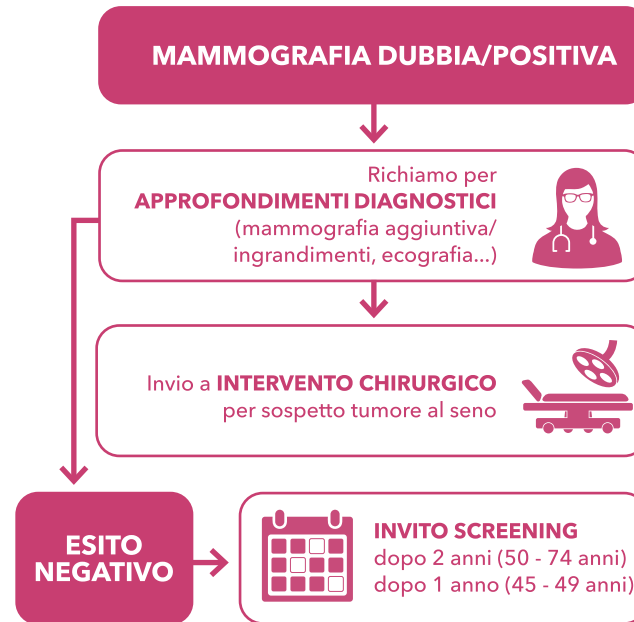 MAMMOGRAFIA DUBBIA/POSITIVA
Richiamo per
APPROFONDIMENTI DIAGNOSTICI
(mammografia aggiuntiva/
ingrandimenti, ecografia...)
Invio a INTERVENTO CHIRURGICO
per sospetto tumore al seno
ESITO
NEGATIVO
INVITO SCREENING
dopo 2 anni (50 - 74 anni)
dopo 1 anno (45 - 49 anni)